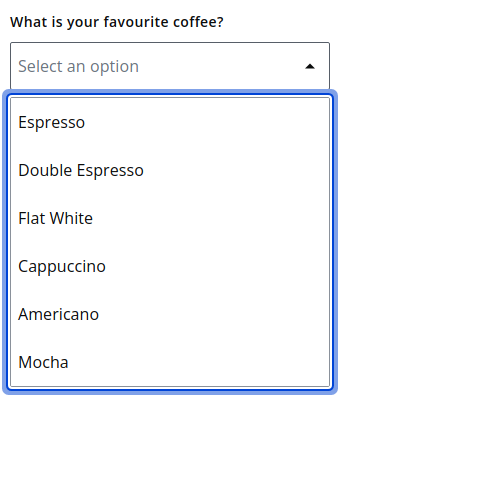 What is your favourite coffee?
Select an option
Espresso
Double Espresso
Flat White
Cappuccino
Americano
Mocha